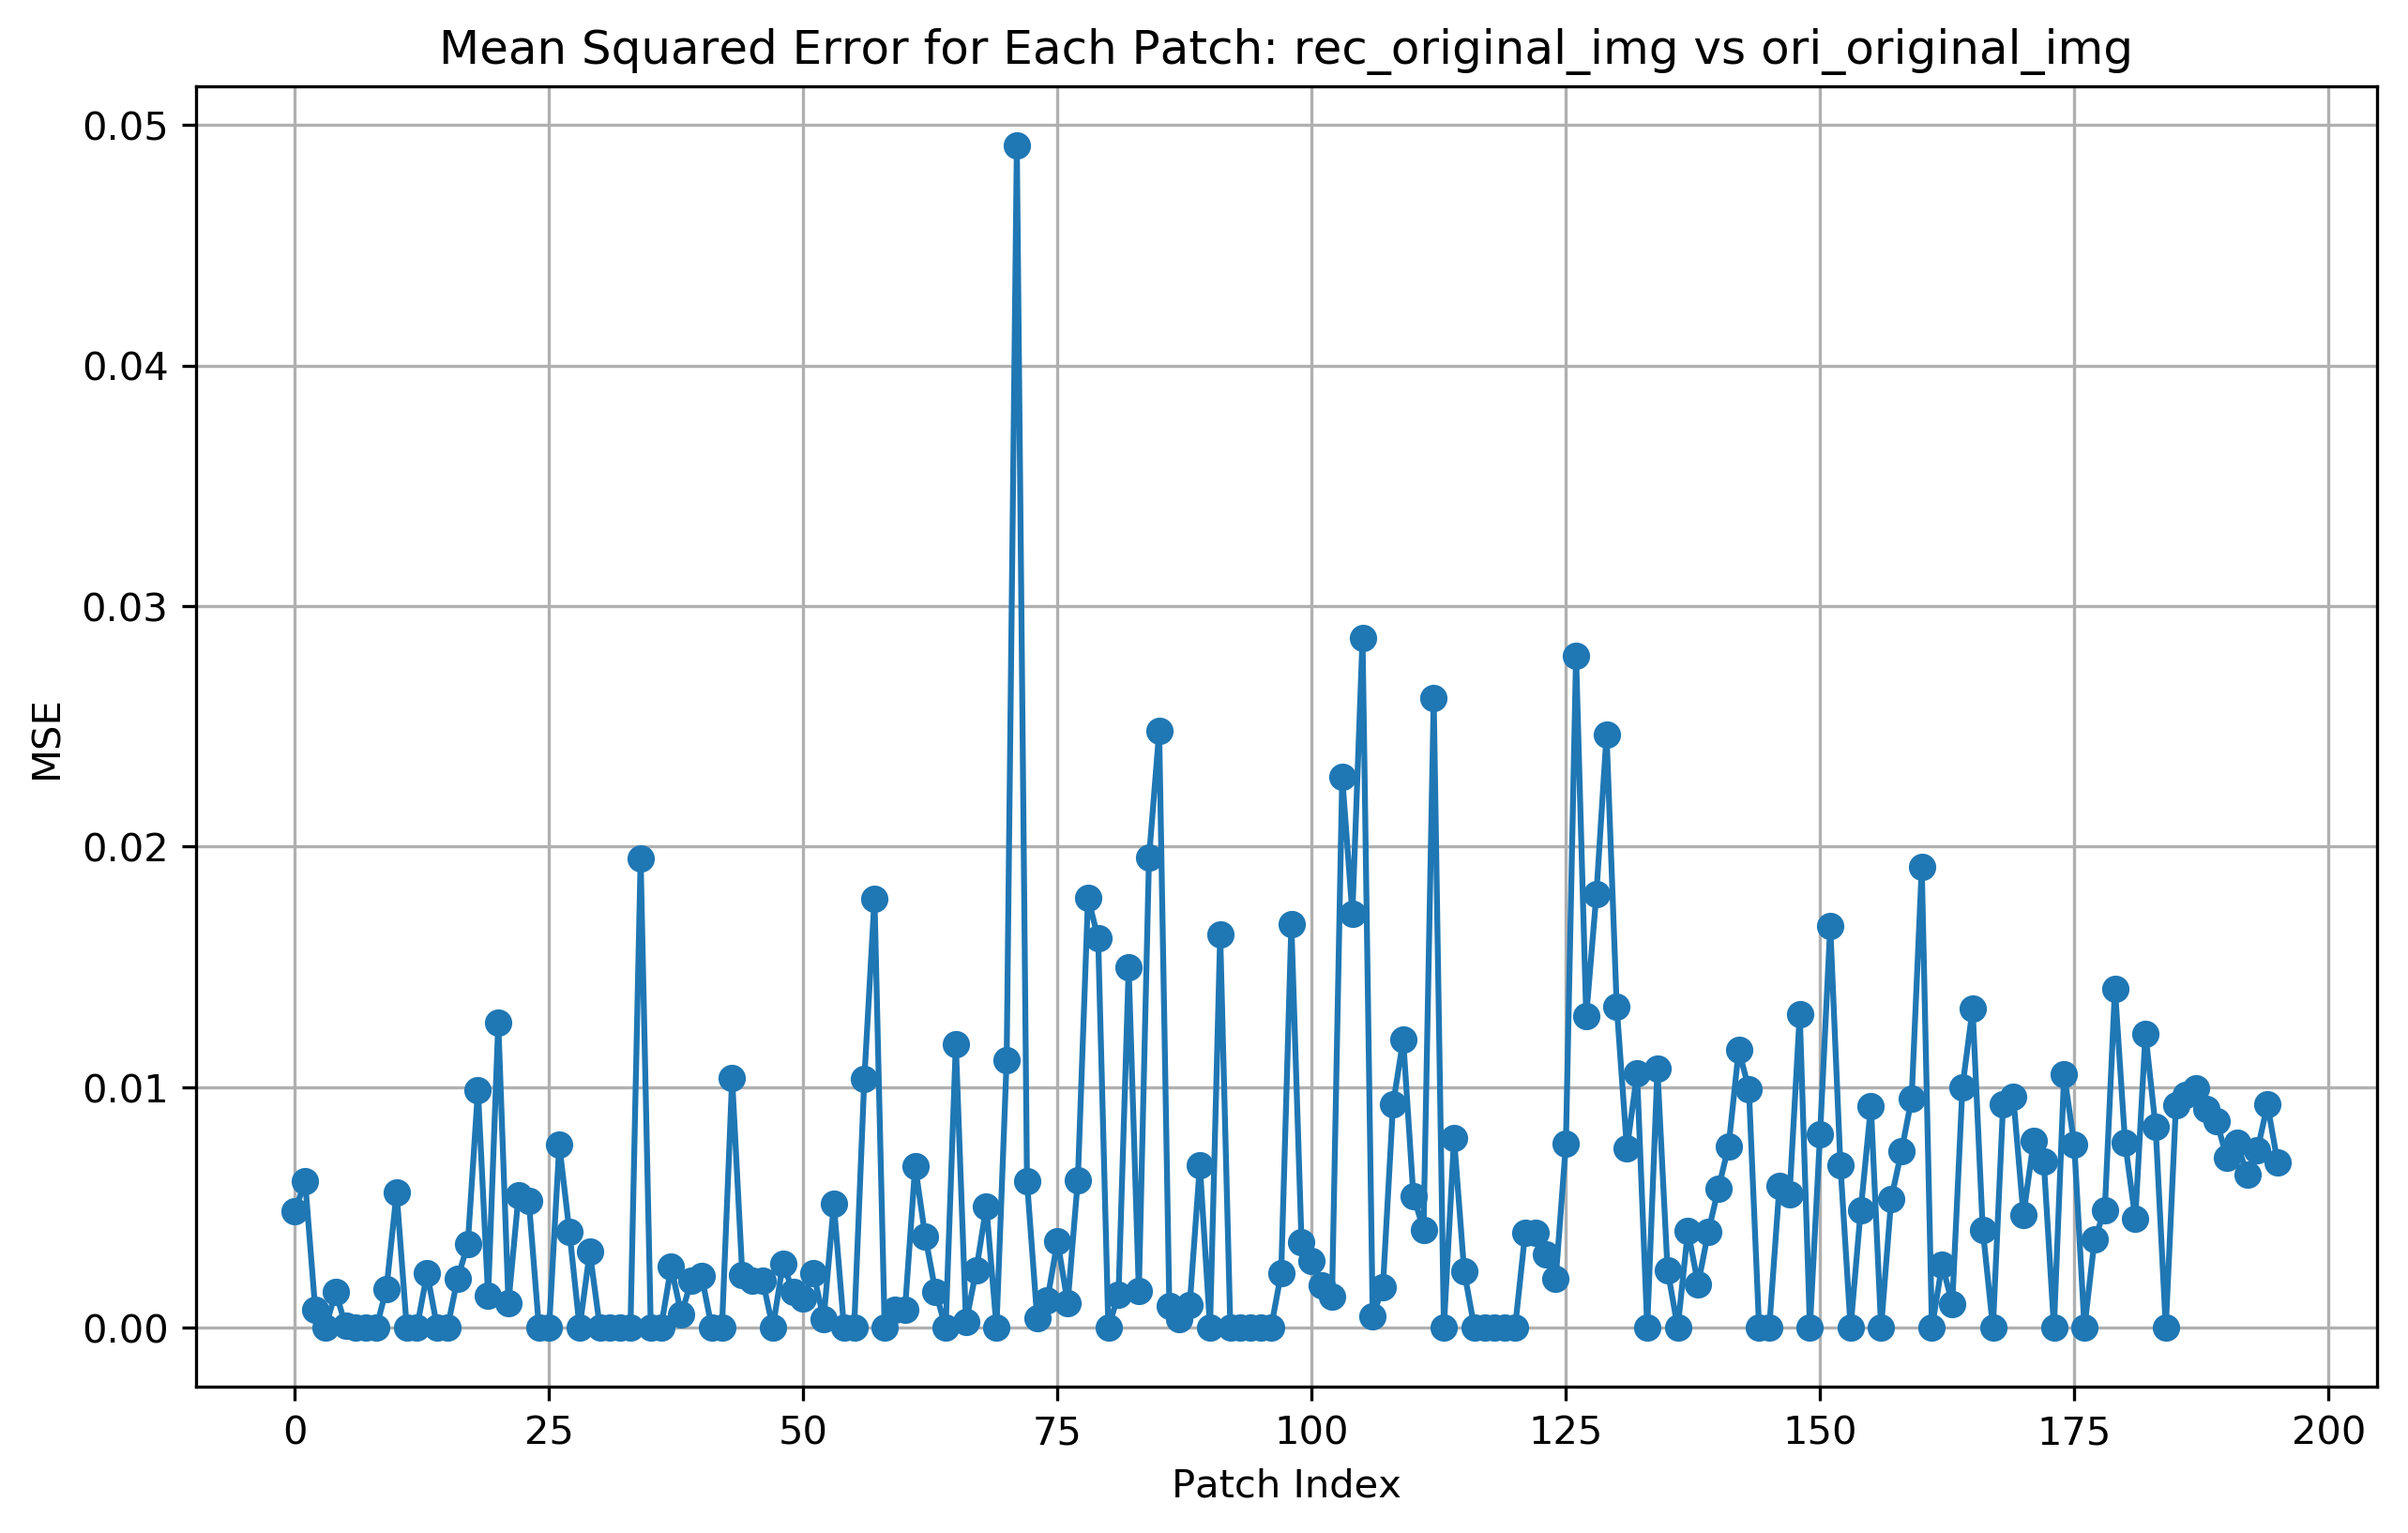 Mean Squared Error for Each Patch: rec_original_img vs ori_original_img
0.05
0.04
0.03
0.02
0.01
0.00
MSE
0 25 50 75 100 125 150 175 200
Patch Index